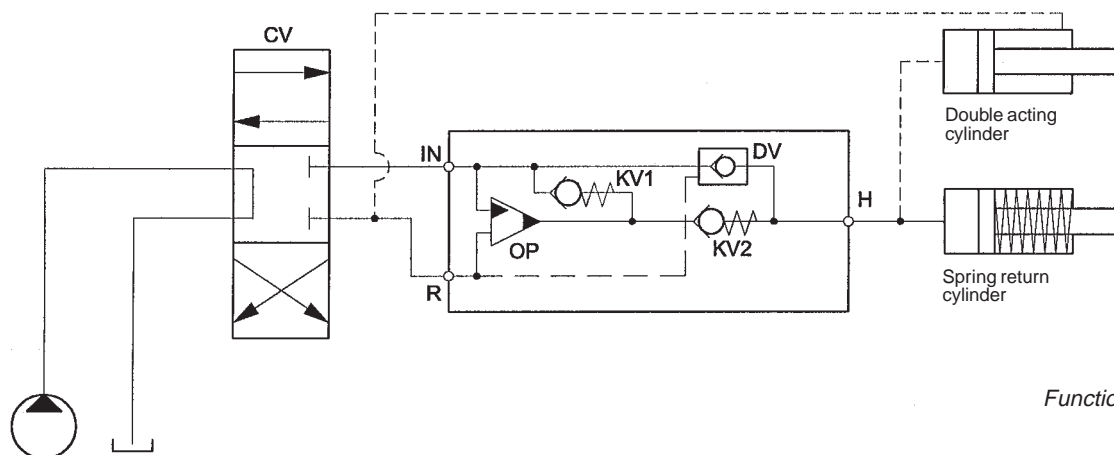 CV
Double acting
cylinder
IN
DV
KV1
H
OP
KV2
R
Spring return
cylinder
Functio